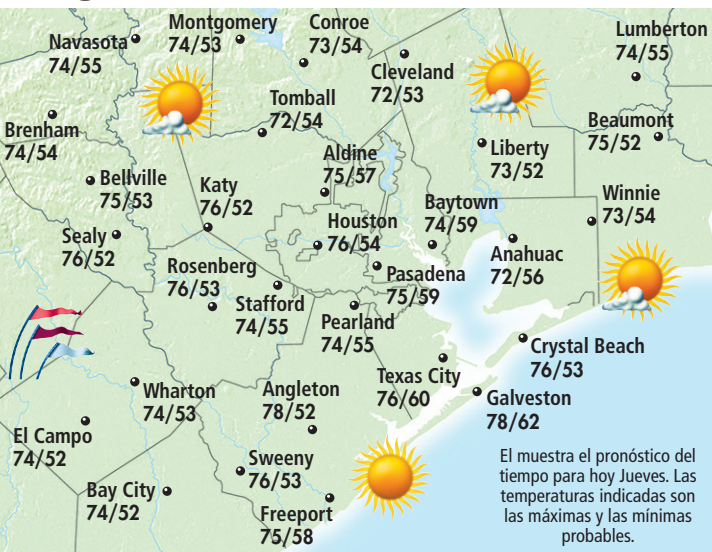 Montgomery
74/53
Conroe
73/54
Lumberton
74/55
Navasota
74/55
Cleveland
72/53
Tomball
72/54
Beaumont
75/52
Brenham
74/54
Liberty
73/52
Aldine
75/57
Bellville
75/53
Katy
76/52
Baytown
74/59
Winnie
73/54
Houston
76/54
Sealy
76/52
Anahuac
72/56
Rosenberg
76/53
Pasadena
75/59
Stafford
74/55
Pearland
74/55
Crystal Beach
76/53
Texas City
76/60
Wharton
74/53
Angleton
78/52
Galveston
78/62
El Campo
74/52
Sweeny
76/53
Bay City
74/52
Freeport
75/58
El muestra el pronóstico del
tiempo para hoy Jueves. Las
temperaturas indicadas son
las máximas y las mínimas
probables.